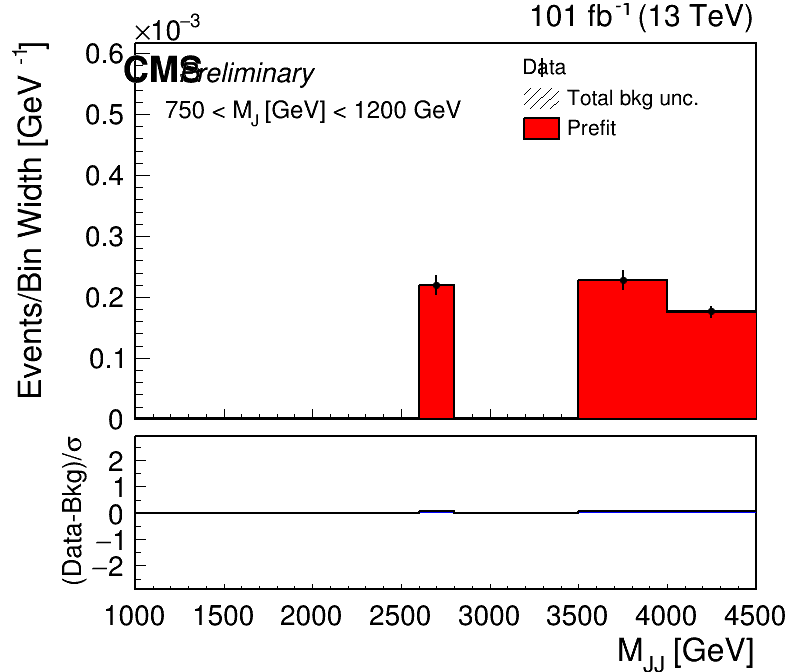 ×10⁻³
101 fb⁻¹ (13 TeV)
CMS Preliminary
750 < M_J [GeV] < 1200 GeV
Data
Total bkg unc.
Prefit
Events/Bin Width [GeV⁻¹]
0.6
0.5
0.4
0.3
0.2
0.1
0
(Data-Bkg)/σ
2
1
0
−1
−2
1000 1500 2000 2500 3000 3500 4000 4500
M_JJ [GeV]